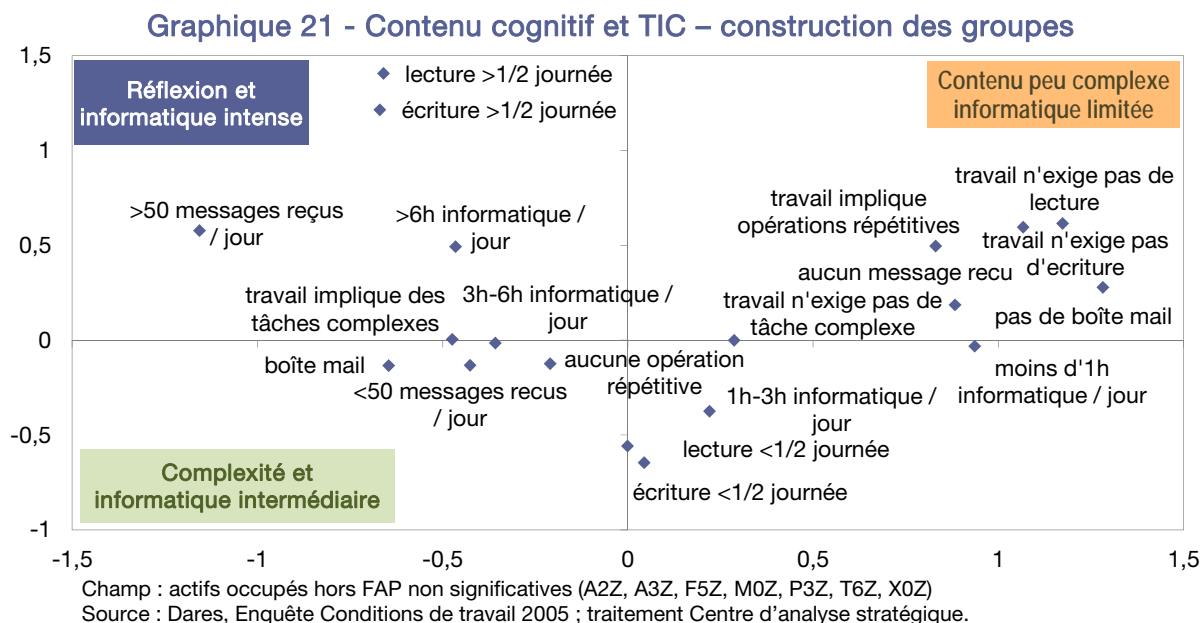 Graphique 21 - Contenu cognitif et TIC – construction des groupes
1,5
1
0,5
0
-0,5
-1
Réflexion et
informatique intense
lecture >1/2 journée
écriture >1/2 journée
Contenu peu complexe
informatique limitée
>50 messages reçus
/ jour
>6h informatique /
jour
travail implique
opérations répétitives
travail n'exige pas de
lecture
travail n'exige pas
d'ecriture
aucun message recu
travail implique des
tâches complexes
3h-6h informatique /
jour
travail n'exige pas de
tâche complexe
pas de boîte mail
boîte mail
<50 messages recus
/ jour
aucune opération
répétitive
moins d'1h
informatique / jour
1h-3h informatique /
jour
lecture <1/2 journée
écriture <1/2 journée
Complexité et
informatique intermédiaire
-1,5 -1 -0,5 0 0,5 1 1,5
Champ : actifs occupés hors FAP non significatives (A2Z, A3Z, F5Z, M0Z, P3Z, T6Z, X0Z)
Source : Dares, Enquête Conditions de travail 2005 ; traitement Centre d'analyse stratégique.